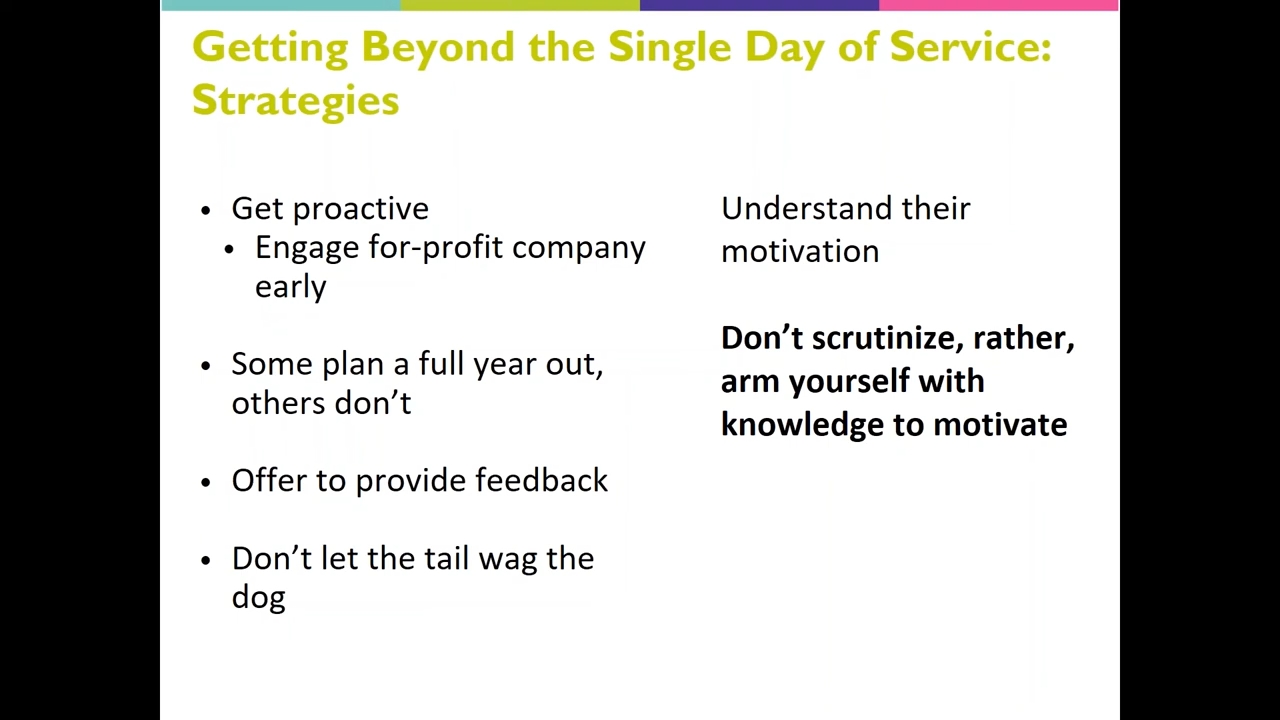 Getting Beyond the Single Day of Service:
Strategies
• Get proactive
• Engage for-profit company
early
• Some plan a full year out,
others don’t
• Offer to provide feedback
• Don’t let the tail wag the
dog
Understand their
motivation
Don’t scrutinize, rather,
arm yourself with
knowledge to motivate